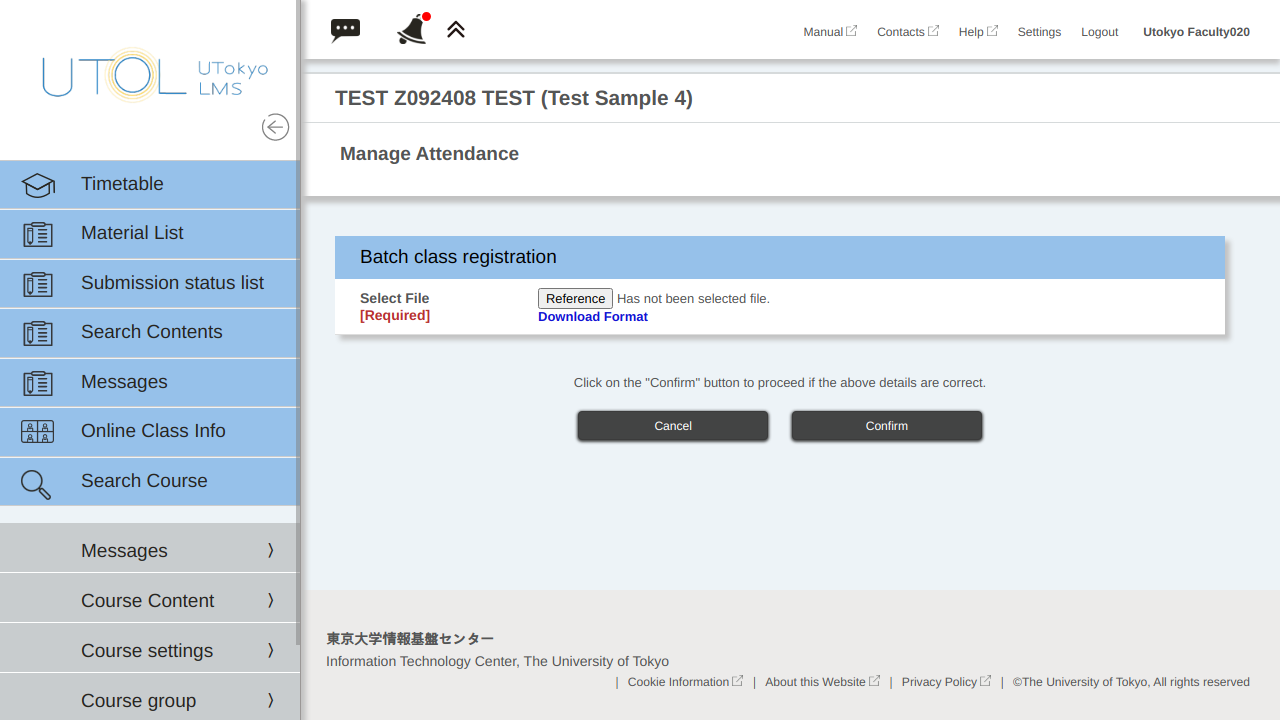 UTOL UTokyo
LMS
Timetable
Material List
Submission status list
Search Contents
Messages
Online Class Info
Search Course
Messages
Course Content
Course settings
Course group
Manual Contacts Help Settings Logout Utokyo Faculty020
TEST Z092408 TEST (Test Sample 4)
Manage Attendance
Batch class registration
Select File
[Required]
Reference Has not been selected file.
Download Format
Click on the "Confirm" button to proceed if the above details are correct.
Cancel Confirm
東京大学情報基盤センター
Information Technology Center, The University of Tokyo
| Cookie Information | About this Website | Privacy Policy | ©The University of Tokyo, All rights reserved